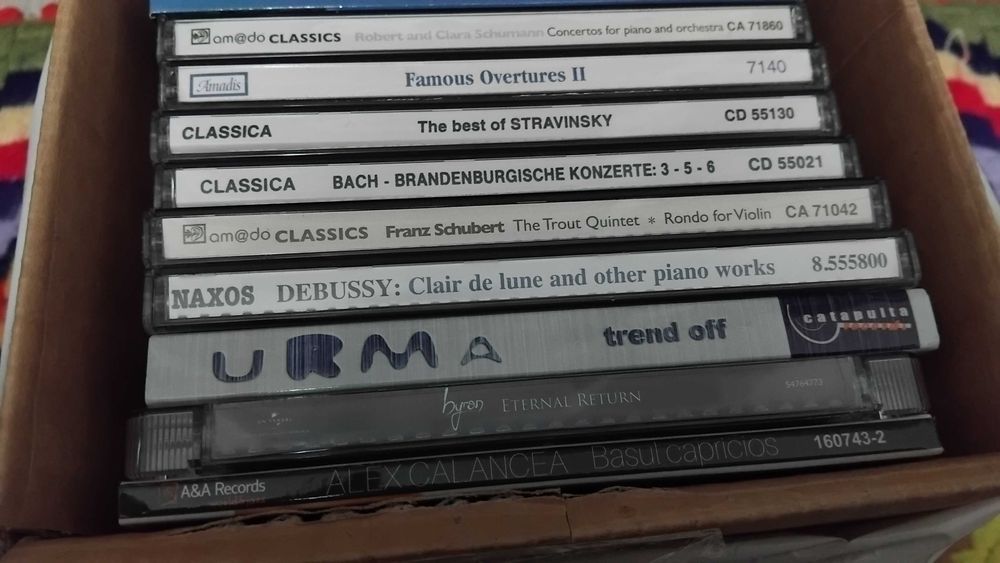 am@do CLASSICS Robert and Clara Schumann Concertos for piano and orchestra CA 71860
Amadis Famous Overtures II 7140
CLASSICA The best of STRAVINSKY CD 55130
CLASSICA BACH - BRANDENBURGISCHE KONZERTE: 3 - 5 - 6 CD 55021
am@do CLASSICS Franz Schubert The Trout Quintet * Rondo for Violin CA 71042
NAXOS DEBUSSY: Clair de lune and other piano works 8.555800
URMA trend off catapulta
byron ETERNAL RETURN
A&A Records ALEX CALANCEA Basul capricios 160743-2